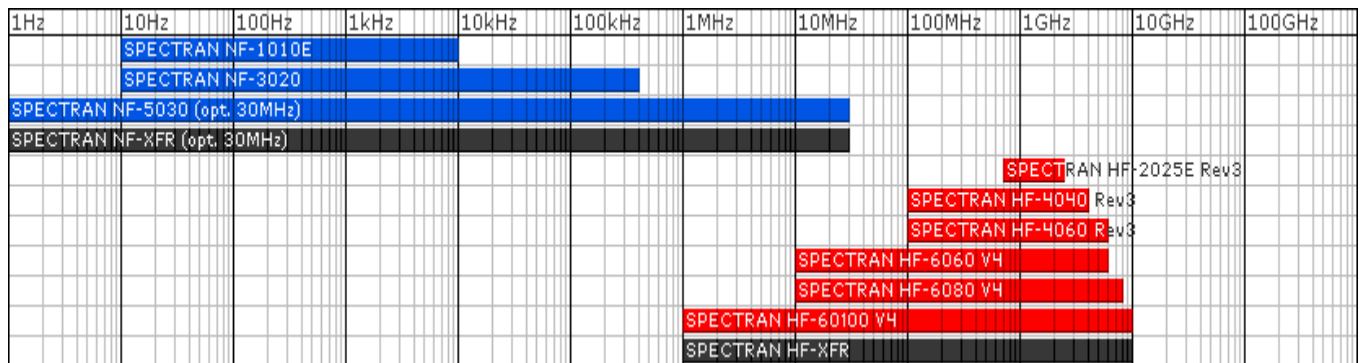 1Hz 10Hz 100Hz 1kHz 10kHz 100kHz 1MHz 10MHz 100MHz 1GHz 10GHz 100GHz
SPECTRAN NF-1010E
SPECTRAN NF-3020
SPECTRAN NF-5030 (opt. 30MHz)
SPECTRAN NF-XFR (opt. 30MHz)
SPECTRAN HF-2025E Rev3
SPECTRAN HF-4040 Rev3
SPECTRAN HF-4060 Rev3
SPECTRAN HF-6060 V4
SPECTRAN HF-6080 V4
SPECTRAN HF-60100 V4
SPECTRAN HF-XFR